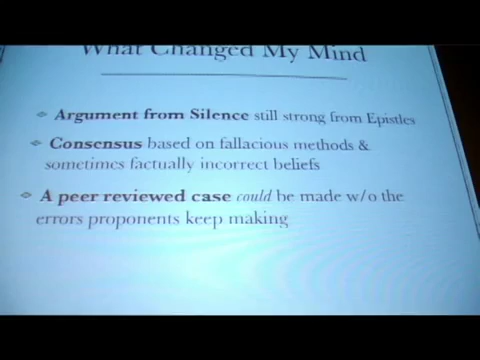 What Changed My Mind
Argument from Silence still strong from Epistles
Consensus based on fallacious methods &
sometimes factually incorrect beliefs
A peer reviewed case could be made w/o the
errors proponents keep making